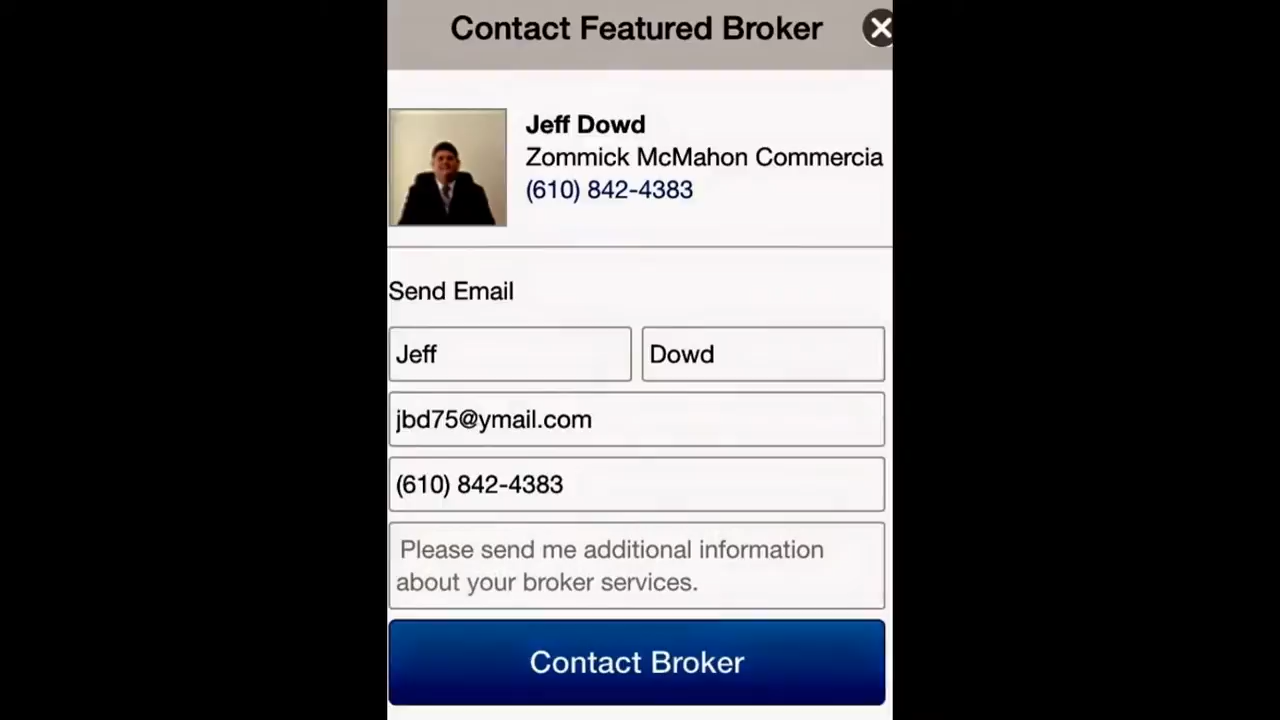 Contact Featured Broker
Jeff Dowd
Zommick McMahon Commercia
(610) 842-4383
Send Email
Jeff
Dowd
jbd75@ymail.com
(610) 842-4383
Please send me additional information
about your broker services.
Contact Broker